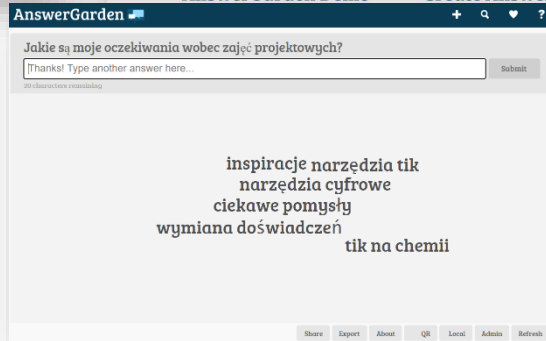 AnswerGarden
Jakie są moje oczekiwania wobec zajęć projektowych?
Thanks! Type another answer here...
Submit
20 characters remaining
inspiracje narzędzia tik
narzędzia cyfrowe
ciekawe pomysły
wymiana doświadczeń
tik na chemii
Share Export About QR Local Admin Refresh